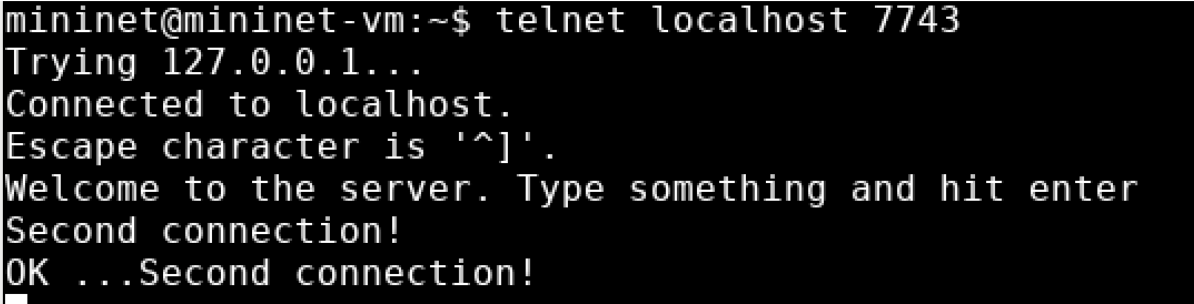 mininet@mininet-vm:~$ telnet localhost 7743
Trying 127.0.0.1...
Connected to localhost.
Escape character is '^]'.
Welcome to the server. Type something and hit enter
Second connection!
OK ...Second connection!